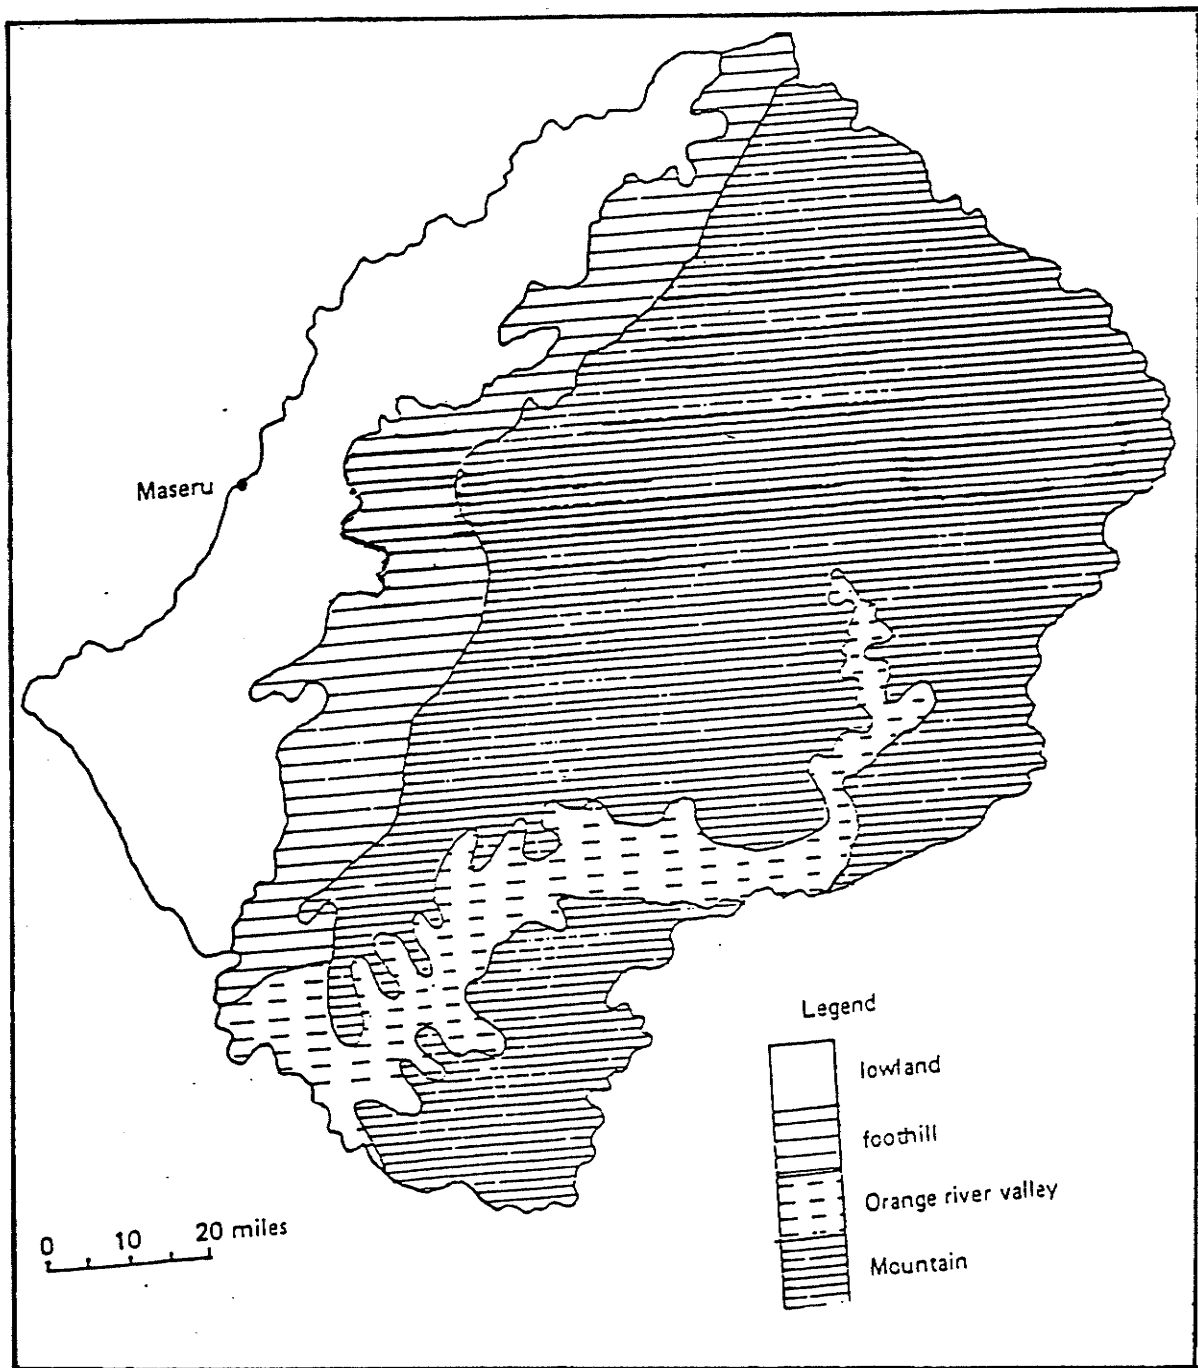 Maseru
Legend
lowland
foothill
Orange river valley
Mountain
0 10 20 miles